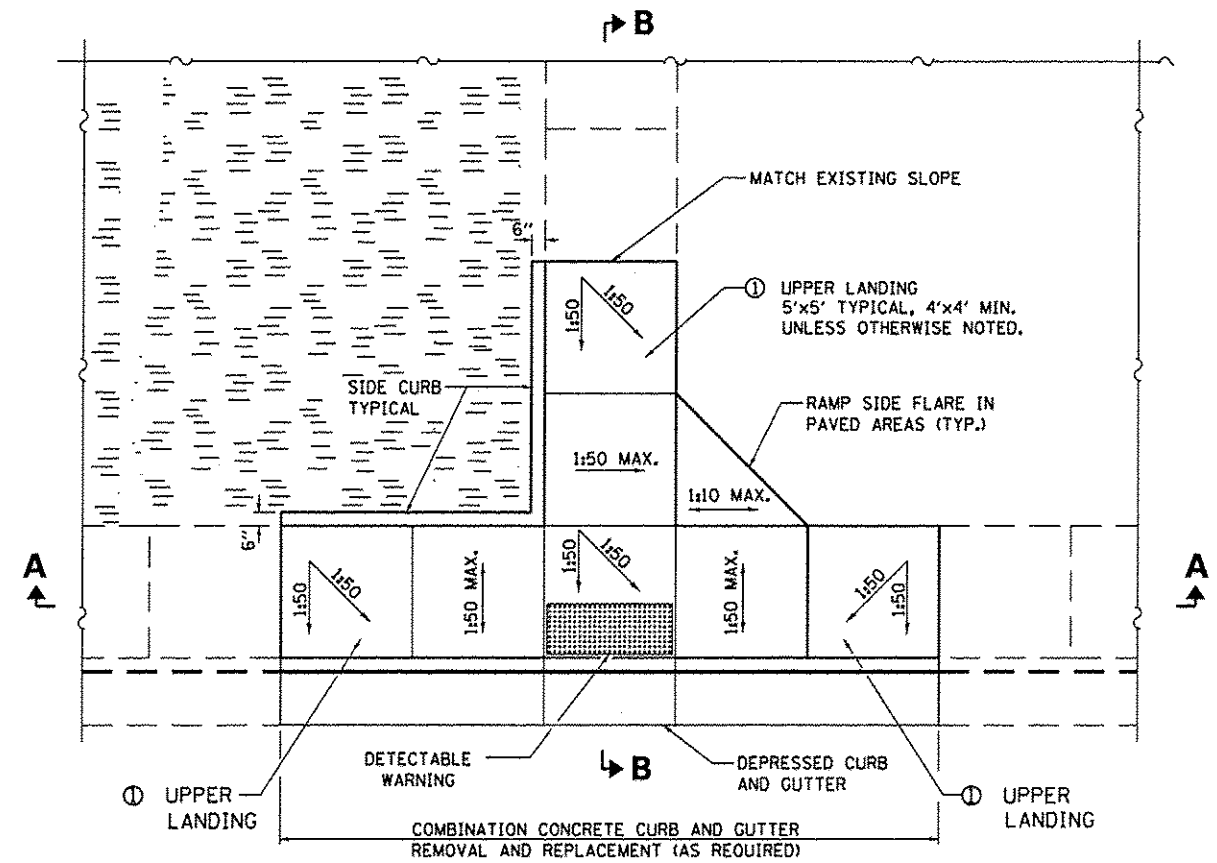 B
MATCH EXISTING SLOPE
6"
1:50
1:50
① UPPER LANDING
5'x5' TYPICAL, 4'x4' MIN.
UNLESS OTHERWISE NOTED.
SIDE CURB
TYPICAL
RAMP SIDE FLARE IN
PAVED AREAS (TYP.)
1:50 MAX.
1:10 MAX.
6"
A
A
1:50
1:50
1:50 MAX.
1:50
1:50
1:50 MAX.
1:50
1:50
DETECTABLE
WARNING
B
DEPRESSED CURB
AND GUTTER
① UPPER
LANDING
① UPPER
LANDING
COMBINATION CONCRETE CURB AND GUTTER
REMOVAL AND REPLACEMENT (AS REQUIRED)